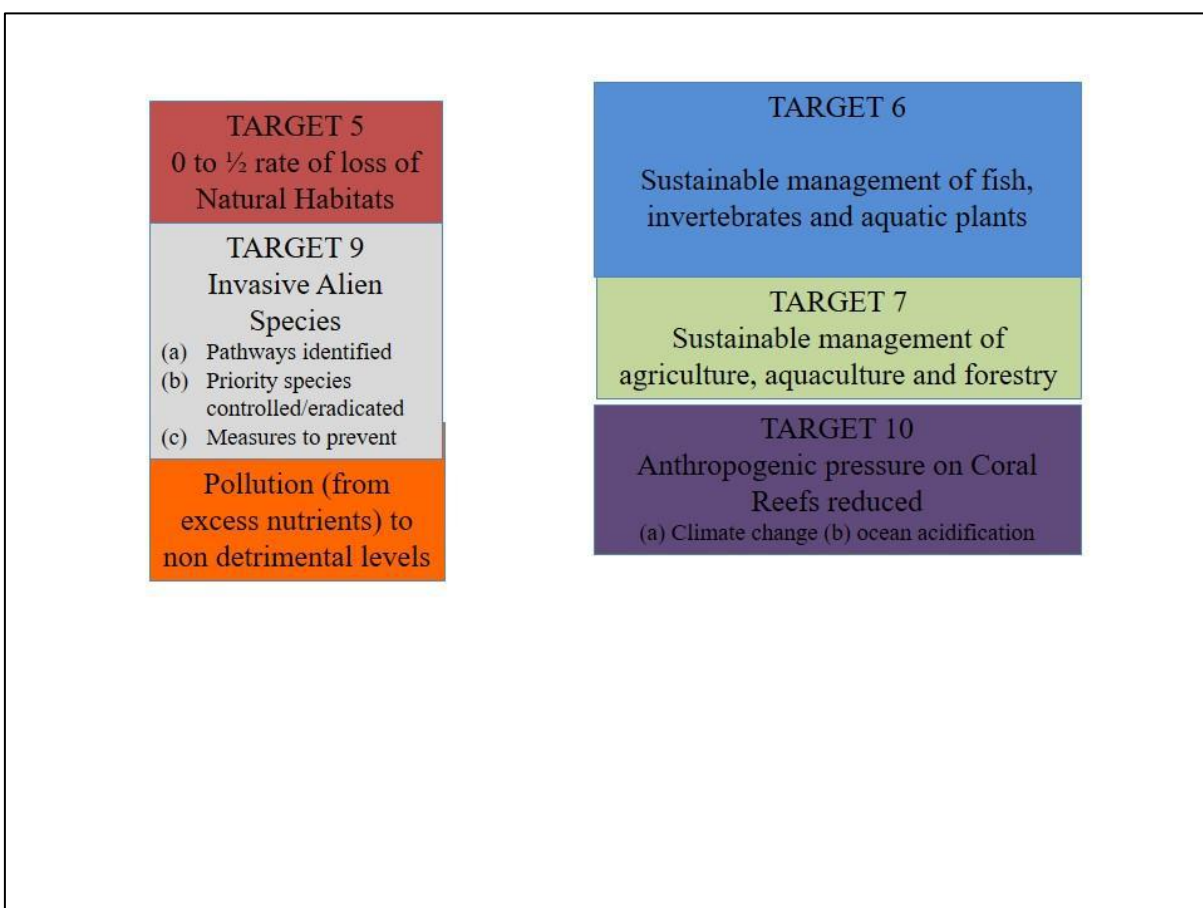 TARGET 5
0 to ½ rate of loss of
Natural Habitats
TARGET 9
Invasive Alien
Species
(a) Pathways identified
(b) Priority species
controlled/eradicated
(c) Measures to prevent
Pollution (from
excess nutrients) to
non detrimental levels
TARGET 6
Sustainable management of fish,
invertebrates and aquatic plants
TARGET 7
Sustainable management of
agriculture, aquaculture and forestry
TARGET 10
Anthropogenic pressure on Coral
Reefs reduced
(a) Climate change (b) ocean acidification